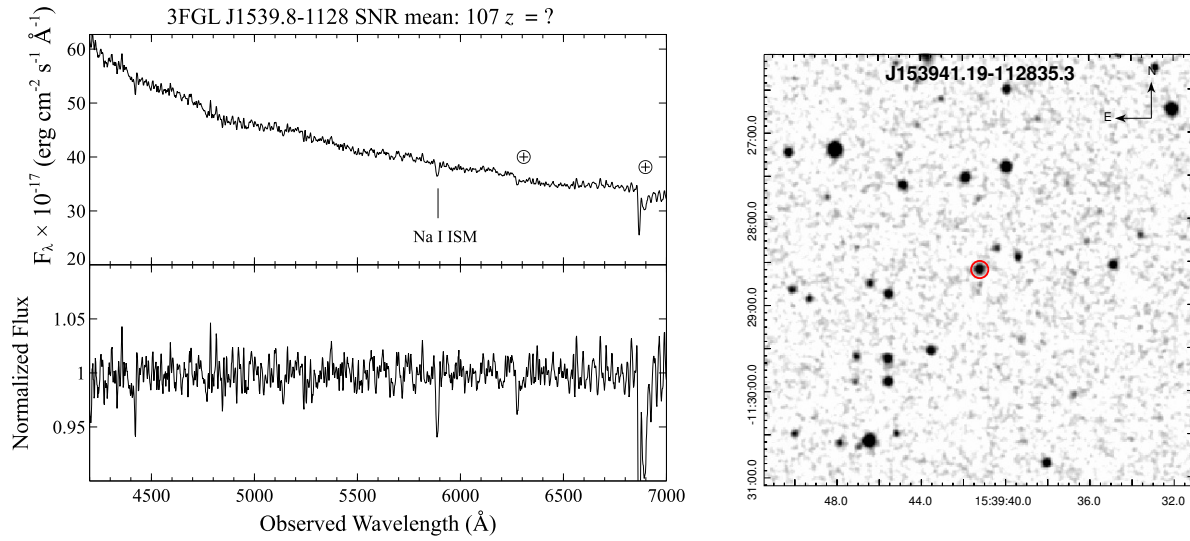 3FGL J1539.8-1128 SNR mean: 107 z = ?
60
50
40
30
20
F_λ × 10^-17 (erg cm^-2 s^-1 Å^-1)
⊕
⊕
Na I ISM
1.05
1
0.95
Normalized Flux
4500 5000 5500 6000 6500 7000
Observed Wavelength (Å)
J153941.19-112835.3
N
E
27:00.0
28:00.0
29:00.0
-11:30:00.0
31:00.0
48.0 44.0 15:39:40.0 36.0 32.0